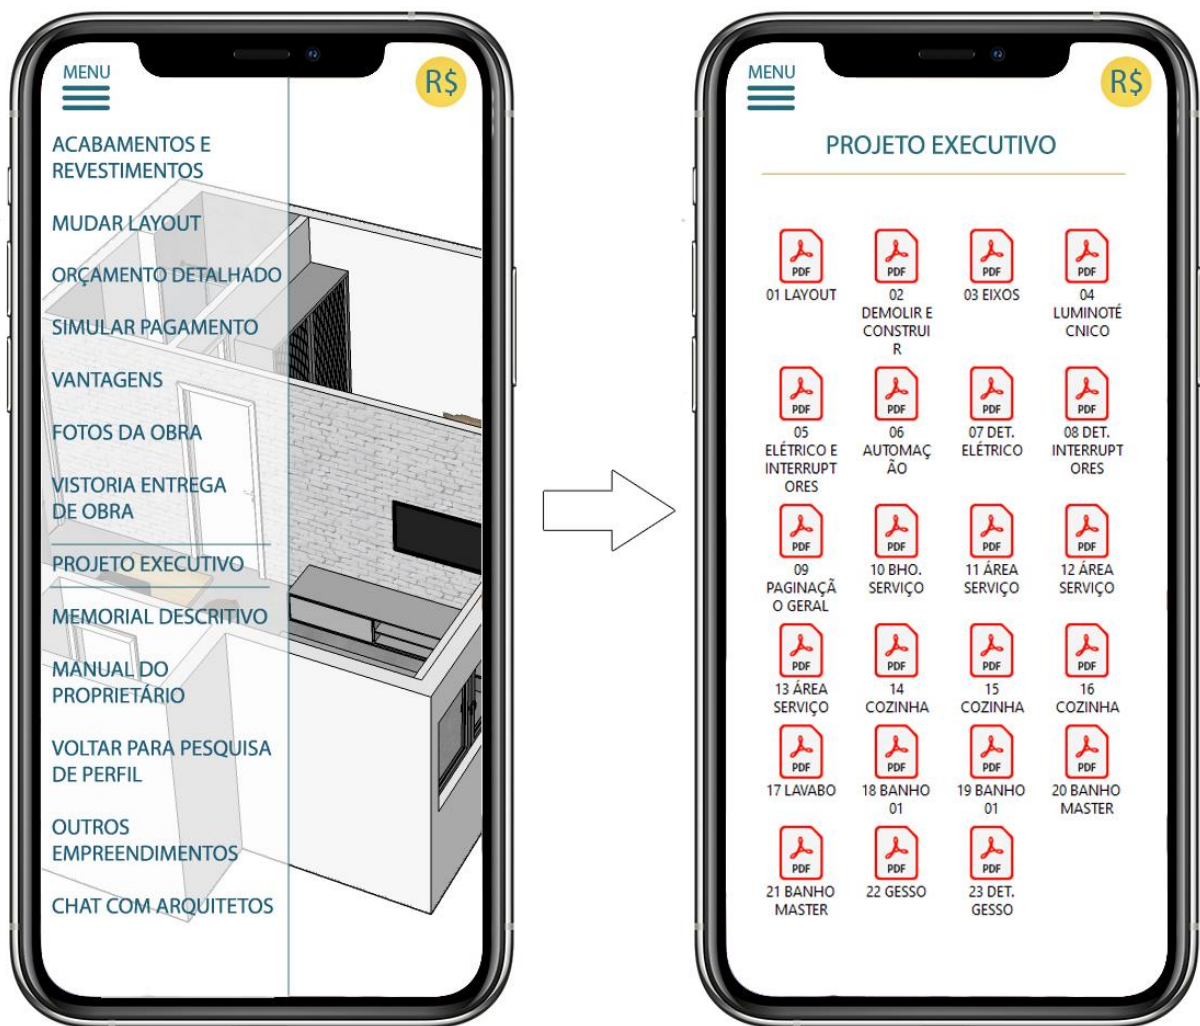 MENU
R$
ACABAMENTOS E
REVESTIMENTOS
MUDAR LAYOUT
ORÇAMENTO DETALHADO
SIMULAR PAGAMENTO
VANTAGENS
FOTOS DA OBRA
VISTORIA ENTREGA
DE OBRA
PROJETO EXECUTIVO
MEMORIAL DESCRITIVO
MANUAL DO
PROPRIETÁRIO
VOLTAR PARA PESQUISA
DE PERFIL
OUTROS
EMPREENDIMENTOS
CHAT COM ARQUITETOS
MENU
R$
PROJETO EXECUTIVO
PDF
01 LAYOUT
PDF
02
DEMOLIR E
CONSTRUI
R
PDF
03 EIXOS
PDF
04
LUMINOTÉ
CNICO
PDF
05
ELÉTRICO E
INTERRUPT
ORES
PDF
06
AUTOMAÇ
ÃO
PDF
07 DET.
ELÉTRICO
PDF
08 DET.
INTERRUPT
ORES
PDF
09
PAGINAÇÃ
O GERAL
PDF
10 BHO.
SERVIÇO
PDF
11 ÁREA
SERVIÇO
PDF
12 ÁREA
SERVIÇO
PDF
13 ÁREA
SERVIÇO
PDF
14
COZINHA
PDF
15
COZINHA
PDF
16
COZINHA
PDF
17 LAVABO
PDF
18 BANHO
01
PDF
19 BANHO
01
PDF
20 BANHO
MASTER
PDF
21 BANHO
MASTER
PDF
22 GESSO
PDF
23 DET.
GESSO